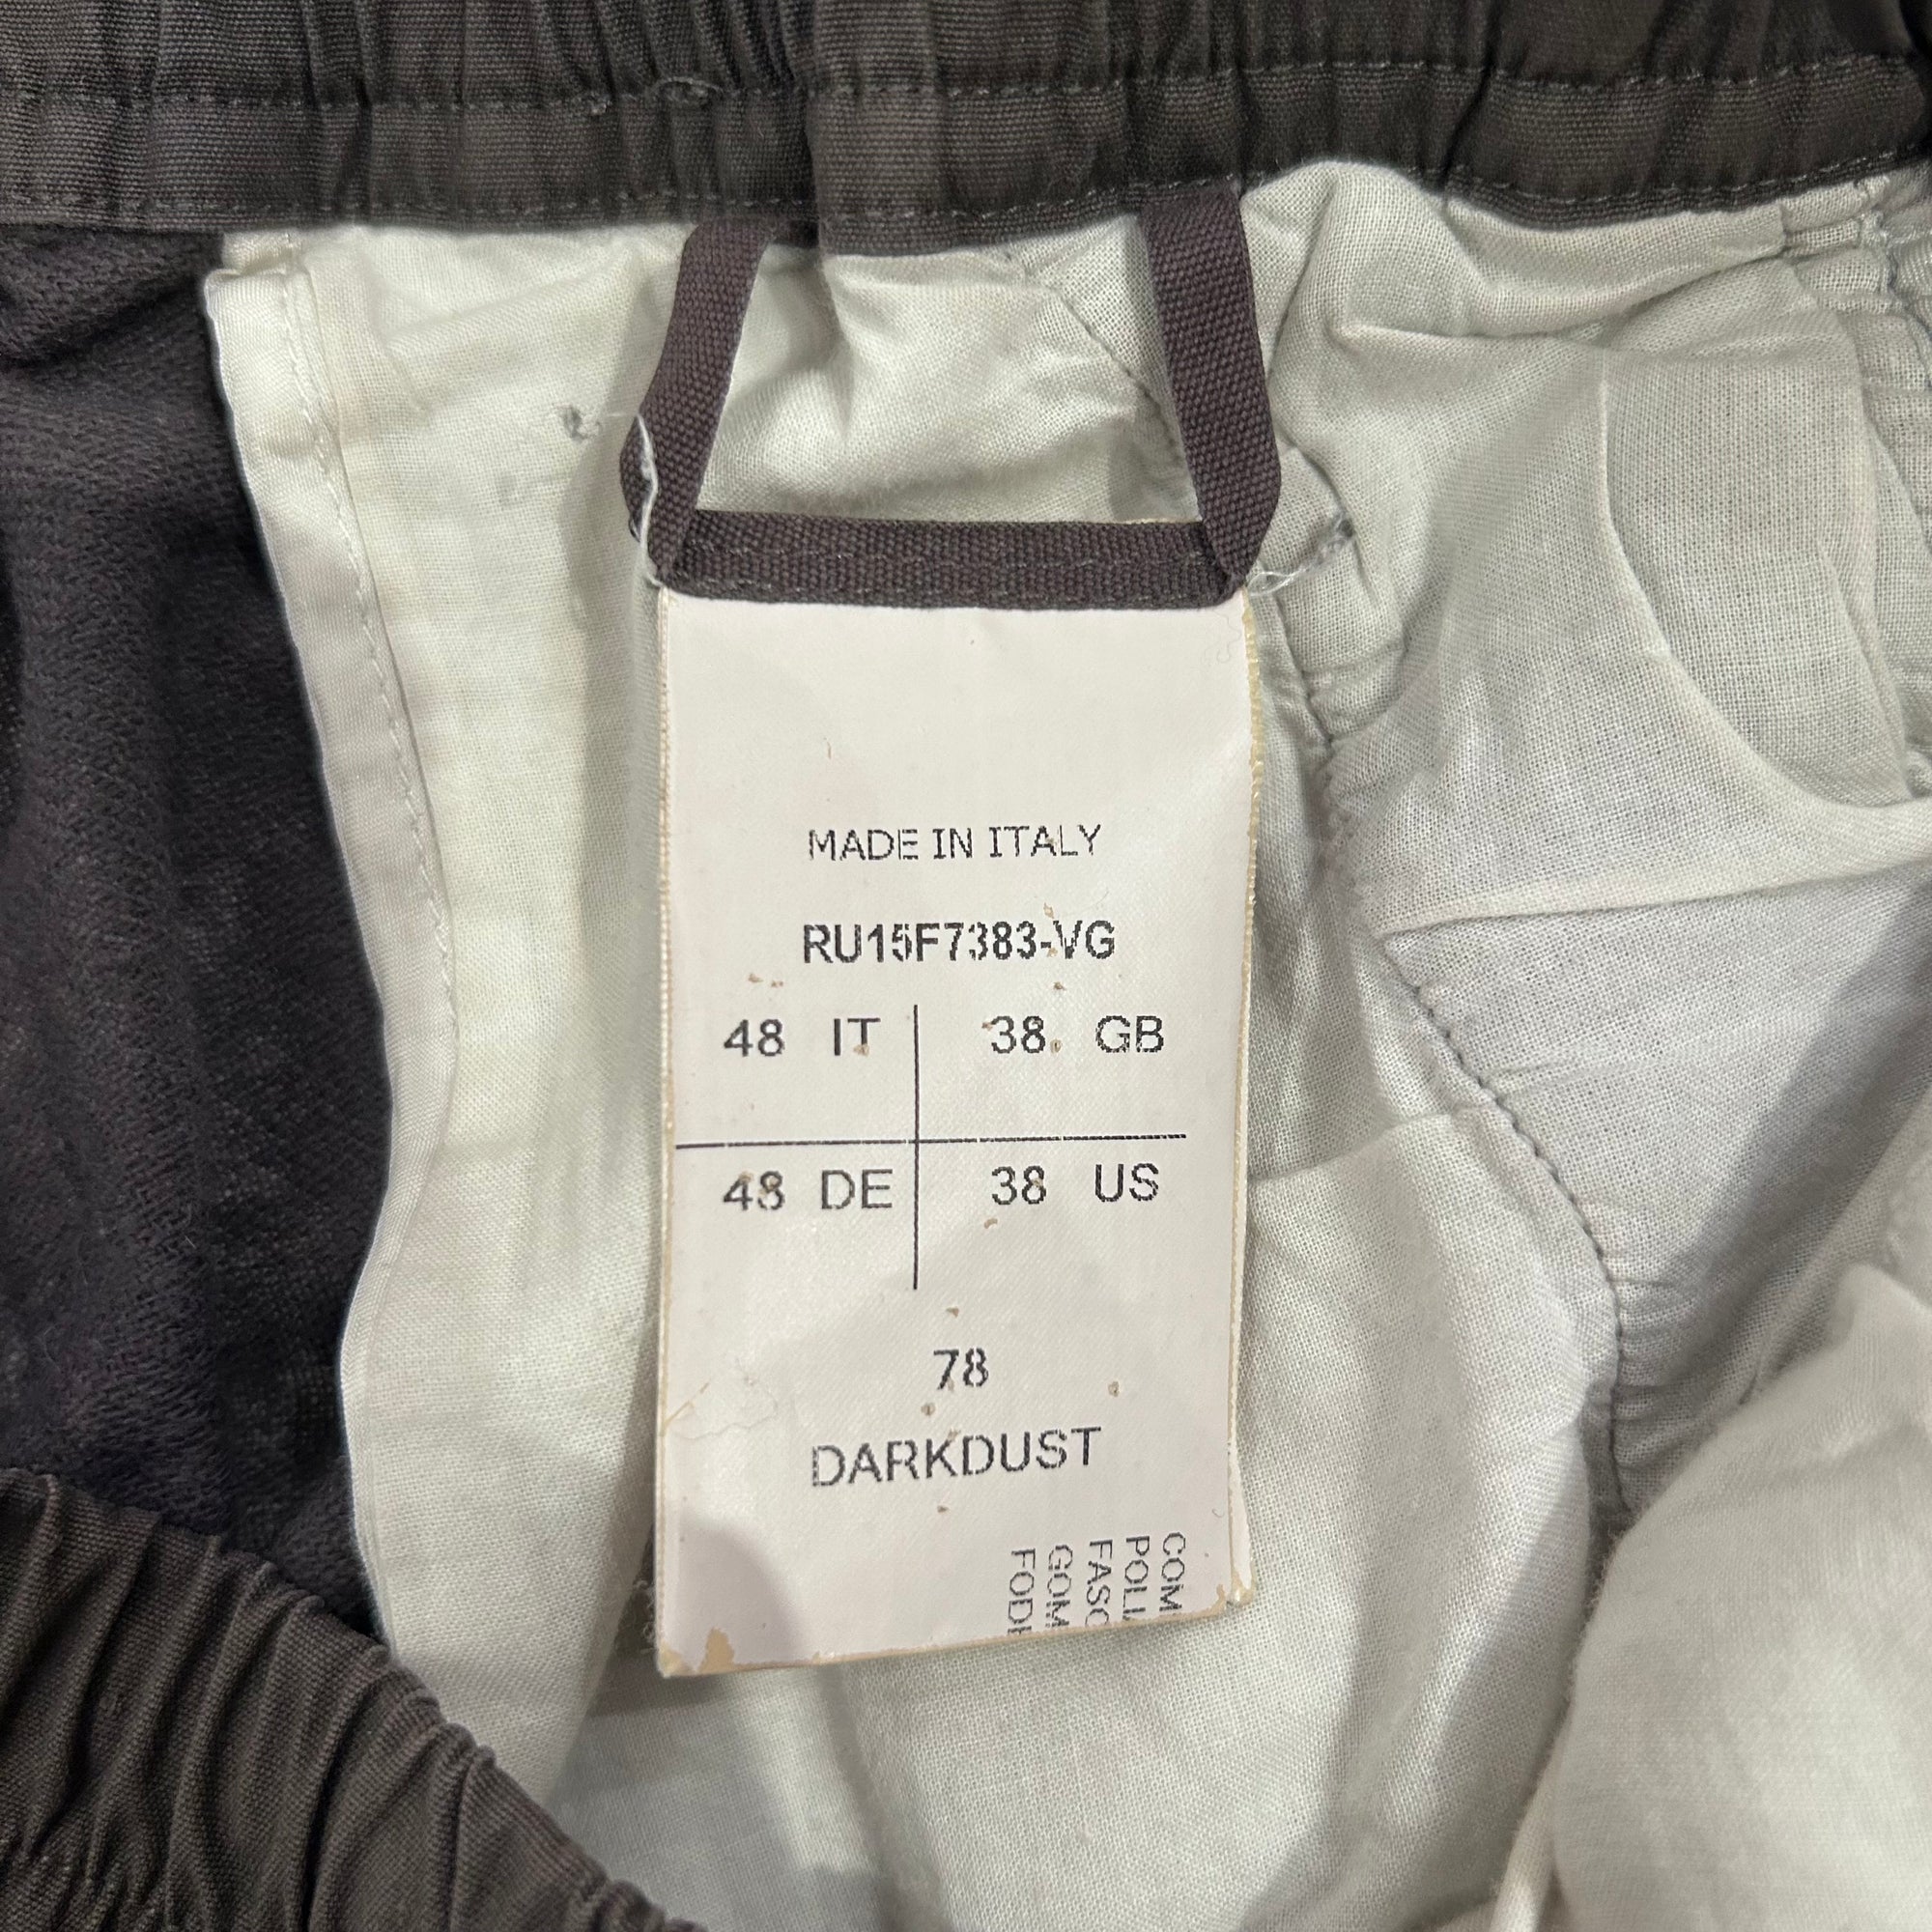 MADE IN ITALY
RU15F7383-VG
48 IT 38 GB
48 DE 38 US
78
DARKDUST
COM
POLI
FASC
GOM
FOD